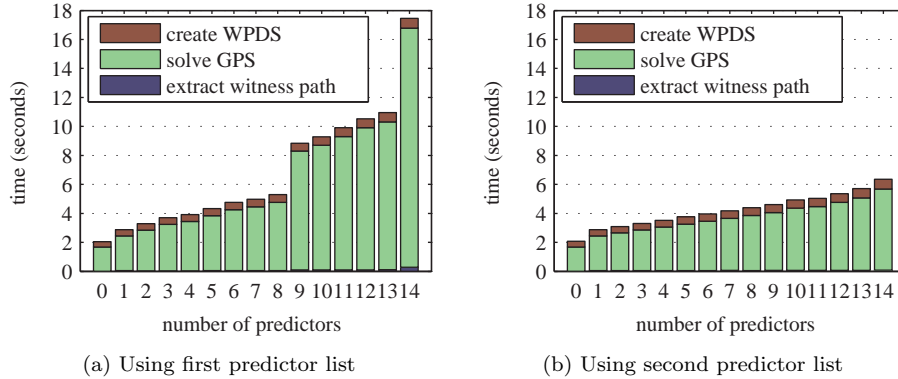 18
16
14
12
10
8
6
4
2
0
time (seconds)
create WPDS
solve GPS
extract witness path
0 1 2 3 4 5 6 7 8 9 10 11 12 13 14
number of predictors
(a) Using first predictor list
18
16
14
12
10
8
6
4
2
0
time (seconds)
create WPDS
solve GPS
extract witness path
0 1 2 3 4 5 6 7 8 9 10 11 12 13 14
number of predictors
(b) Using second predictor list